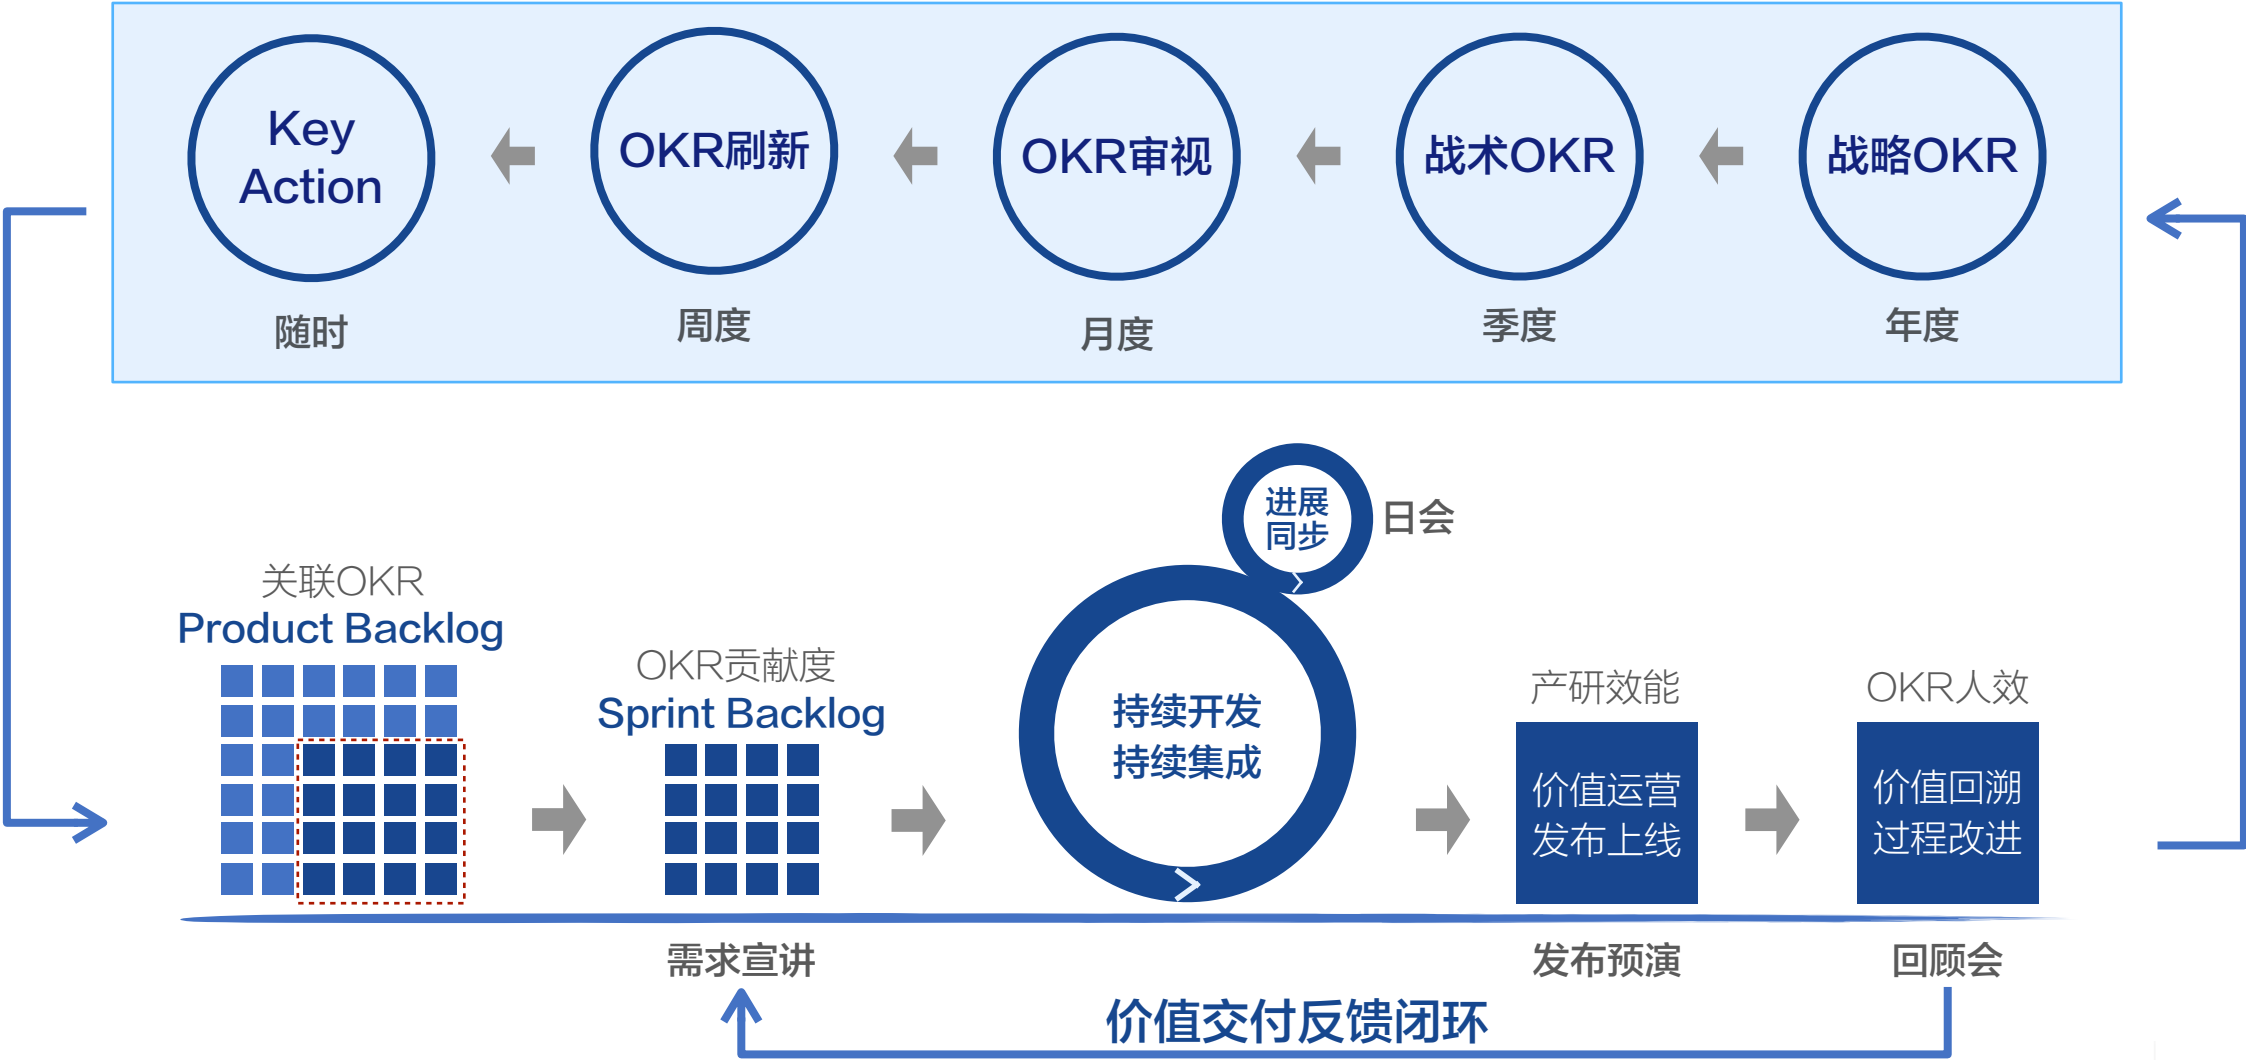 Key
Action
OKR刷新
OKR审视
战术OKR
战略OKR
随时
周度
月度
季度
年度
进展
同步
日会
关联OKR
Product Backlog
OKR贡献度
Sprint Backlog
持续开发
持续集成
产研效能
价值运营
发布上线
OKR人效
价值回溯
过程改进
需求宣讲
发布预演
回顾会
价值交付反馈闭环